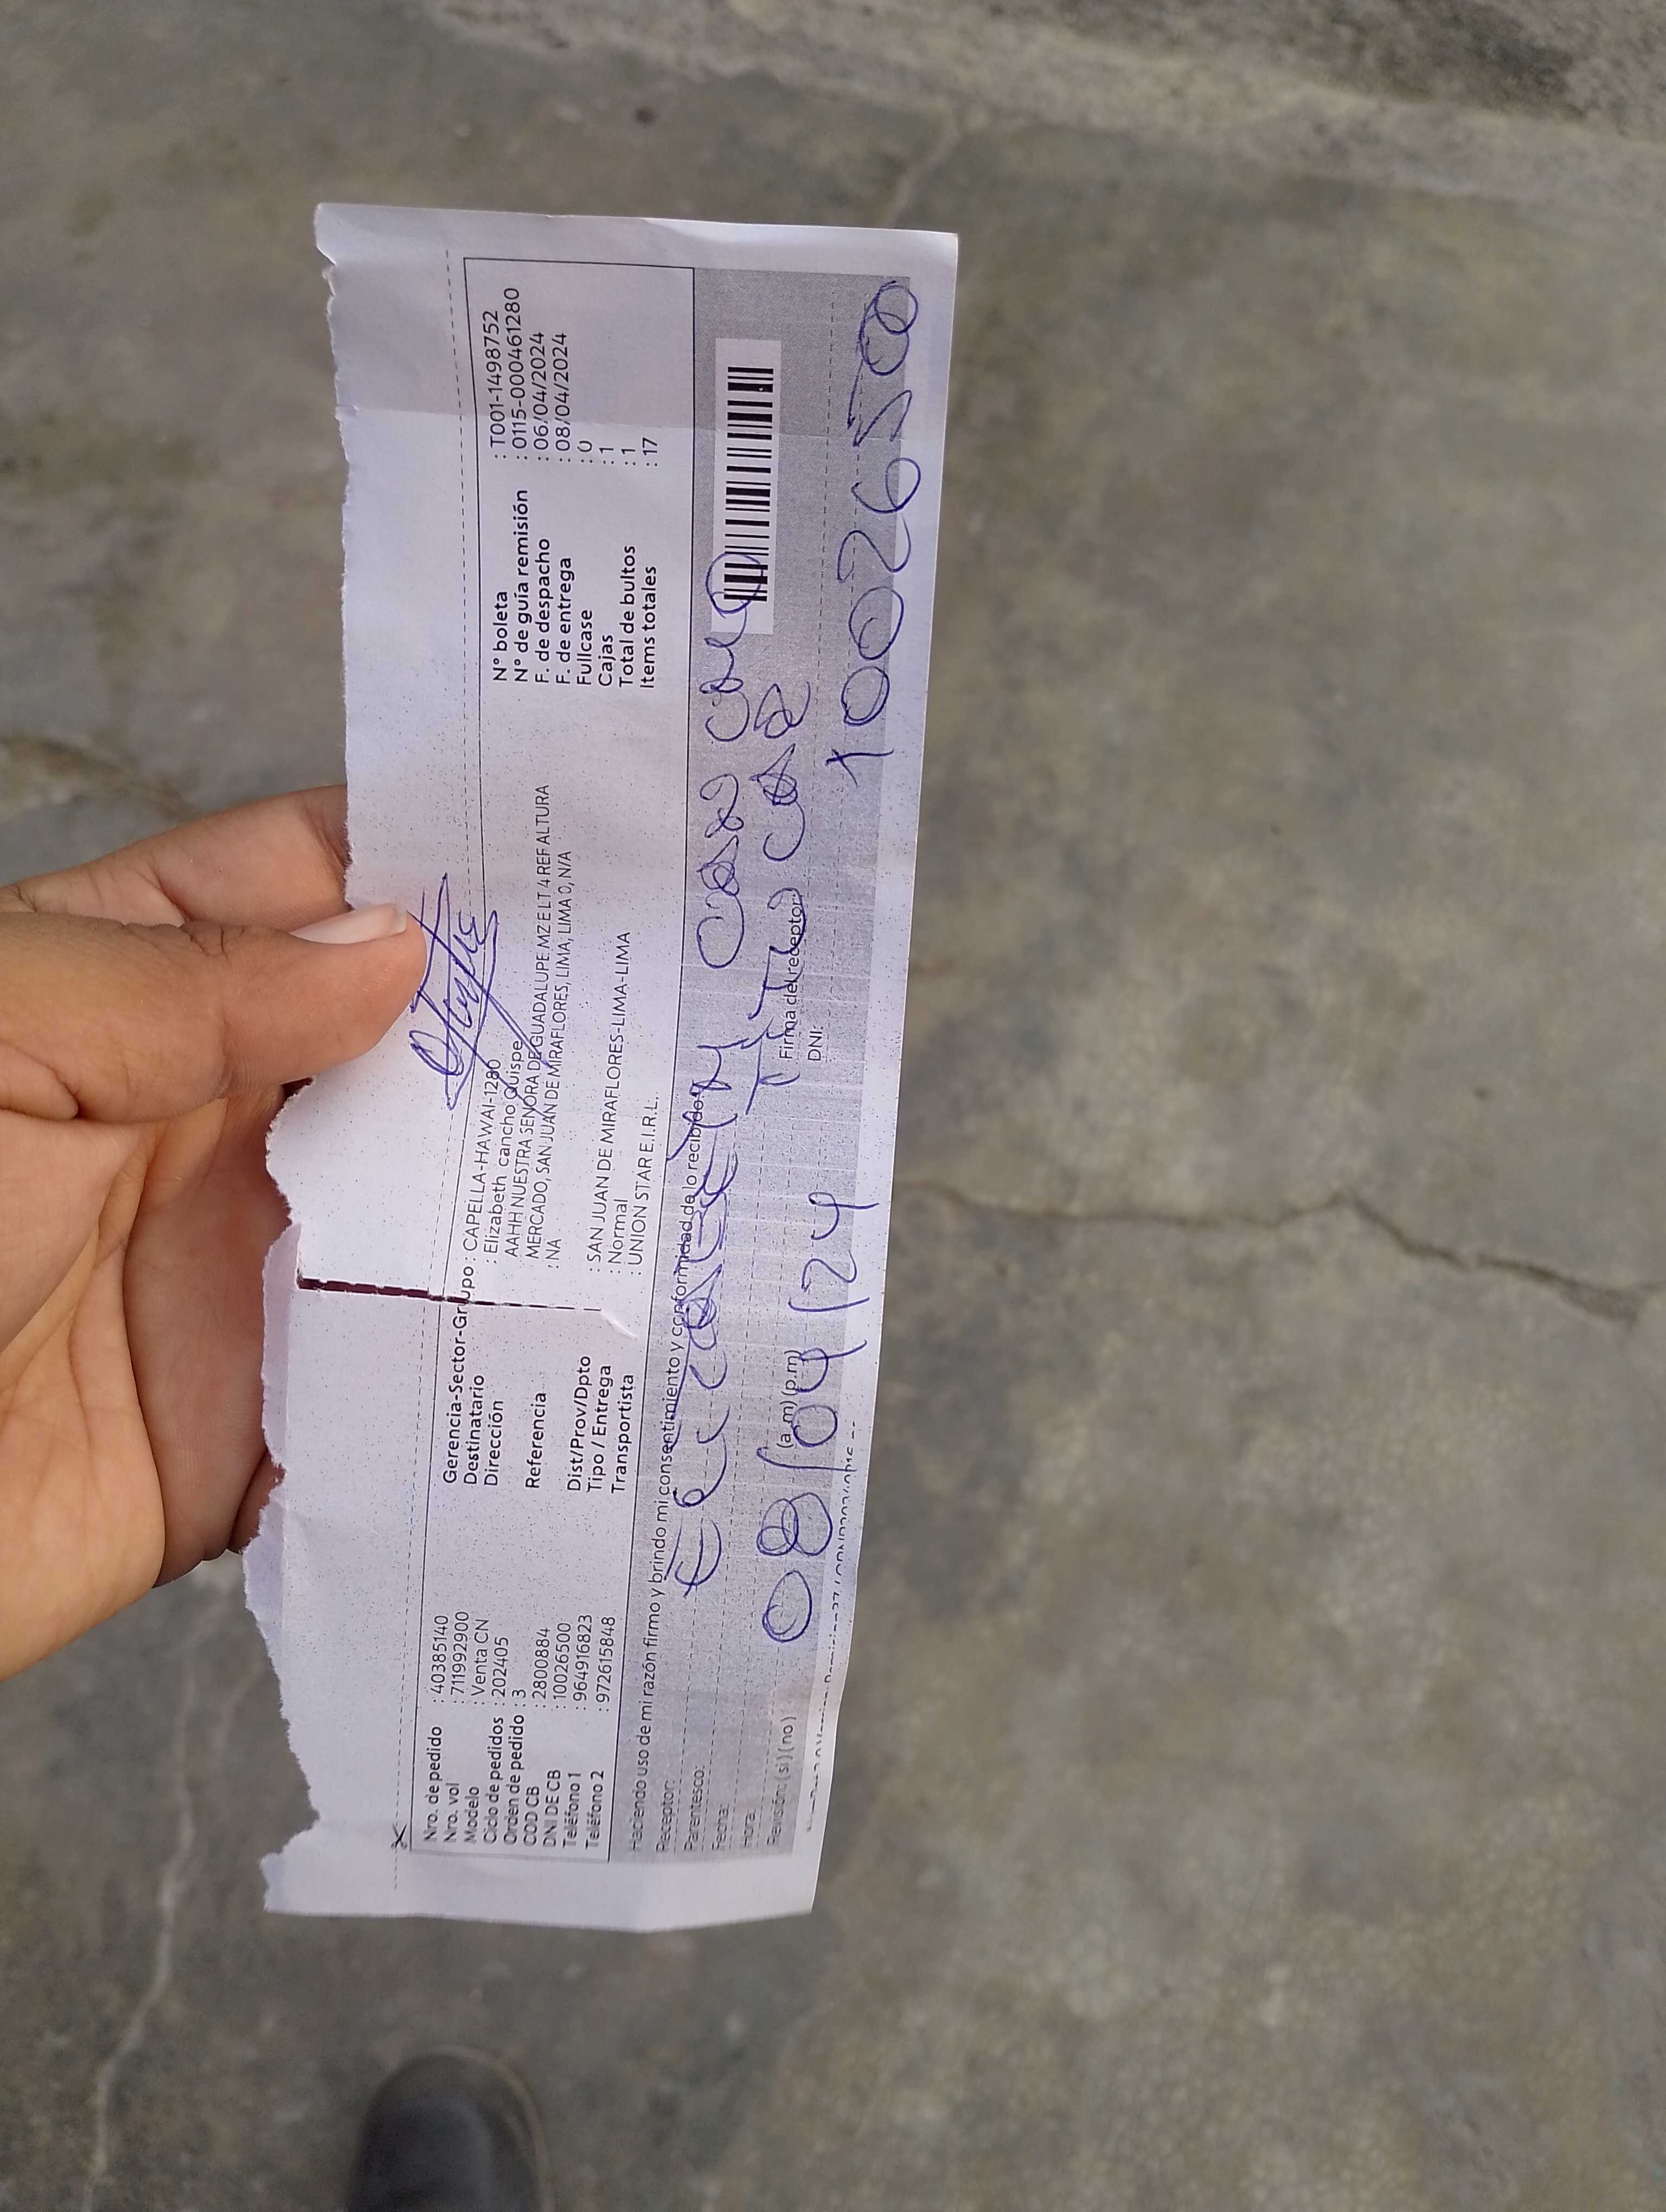 Nro. de pedido : 40385140
Nro. vol : 711992900
Modelo : Venta CN
Ciclo de pedidos : 202405
Orden de pedido : 3
COD CB : 2800884
DNI DE CB : 10026500
Teléfono 1 : 964916823
Teléfono 2 : 972615848
Gerencia-Sector-Grupo : CAPELLA-HAWAI-1280
Destinatario : Elizabeth cancho Quispe
Dirección AAHH NUESTRA SEÑORA DE GUADALUPE MZ E LT 4 REF ALTURA
MERCADO, SAN JUAN DE MIRAFLORES, LIMA, LIMA 0, N/A
Referencia : NA
Dist/Prov/Dpto : SAN JUAN DE MIRAFLORES-LIMA-LIMA
Tipo / Entrega : Normal
Transportista : UNION STAR E.I.R.L.
N° boleta : T001-1498752
N° de guía remisión : 0115-0000461280
F. de despacho : 06/04/2024
F. de entrega : 08/04/2024
Fullcase : 0
Cajas : 1
Total de bultos : 1
Items totales : 17
Haciendo uso de mi razón firmo y brindo mi consentimiento y conformidad de lo recibido
Receptor:
Parentesco:
Fecha: 08/04/24
Hora: (a.m) (p.m)
Revisión: (si) (no)
Firma del receptor
DNI: 10026500